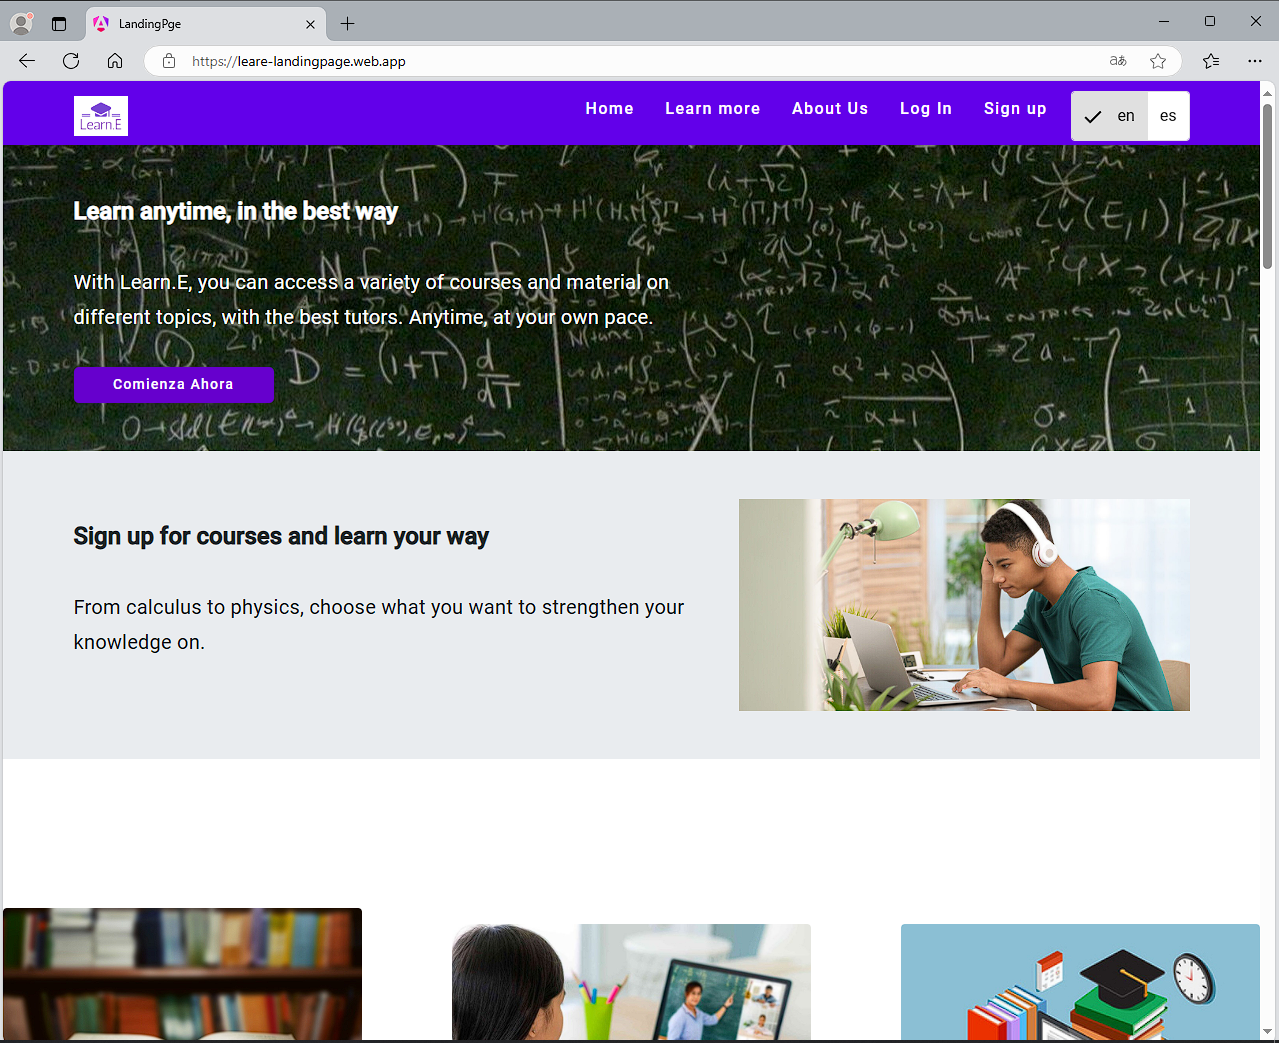 LandingPge
https://leare-landingpage.web.app
Learn.E
Home
Learn more
About Us
Log In
Sign up
en
es
Learn anytime, in the best way
With Learn.E, you can access a variety of courses and material on
different topics, with the best tutors. Anytime, at your own pace.
Comienza Ahora
Sign up for courses and learn your way
From calculus to physics, choose what you want to strengthen your
knowledge on.